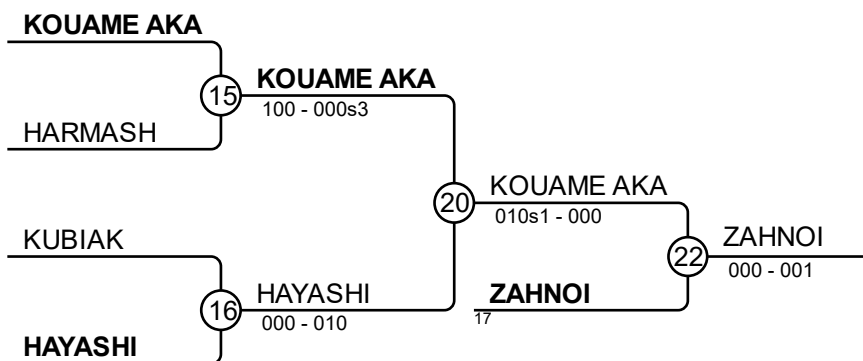 KOUAME AKA
15
KOUAME AKA
100 - 000s3
HARMASH
20
KOUAME AKA
010s1 - 000
KUBIAK
22
ZAHNOI
000 - 001
16
HAYASHI
000 - 010
ZAHNOI
17
HAYASHI